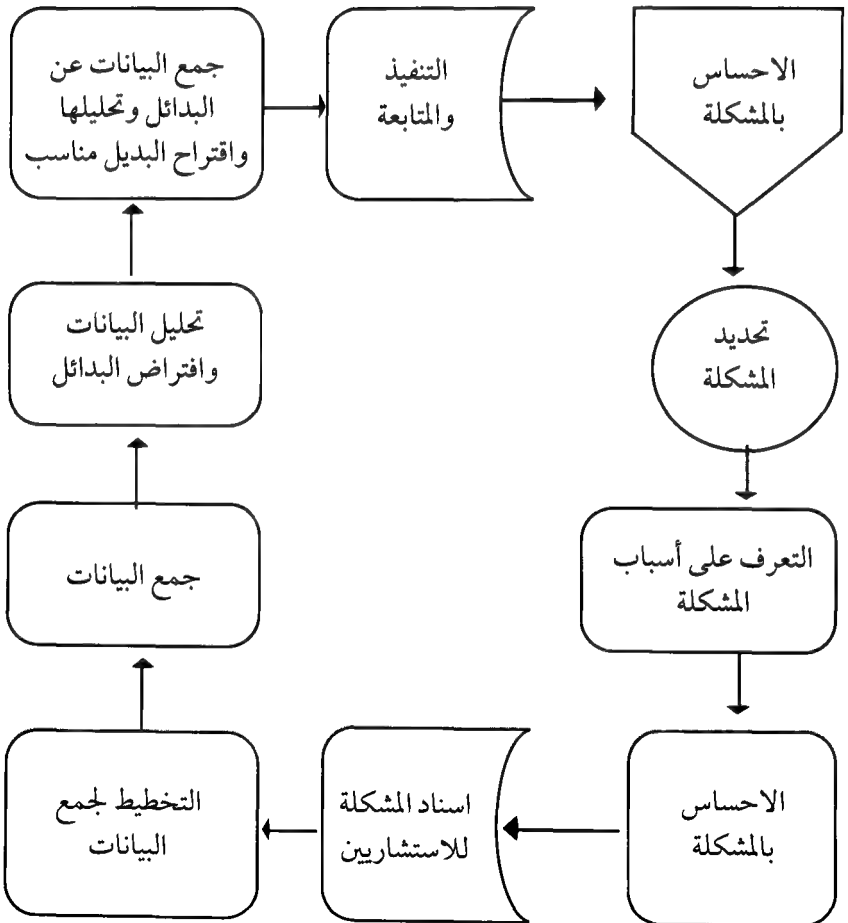 الاحساس
بالمشكلة
التنفيذ
والمتابعة
جمع البيانات عن
البدائل وتحليلها
واقتراح البديل مناسب
تحديد
المشكلة
تحليل البيانات
وافتراض البدائل
التعرف على أسباب
المشكلة
جمع البيانات
الاحساس
بالمشكلة
اسناد المشكلة
للاستشاريين
التخطيط لجمع
البيانات